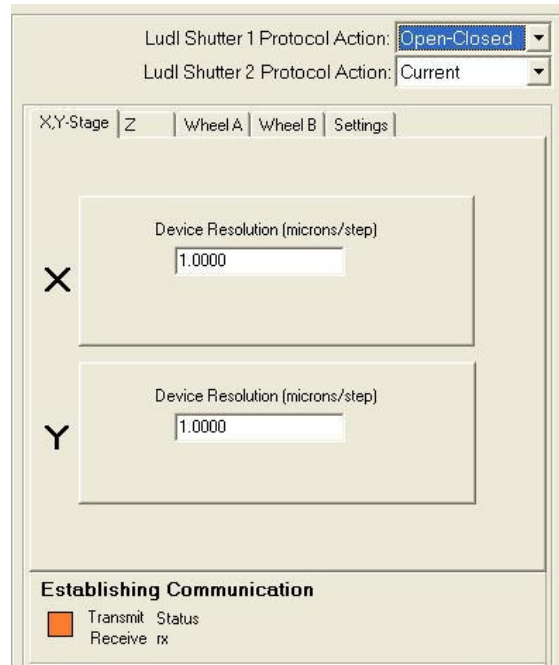 Ludl Shutter 1 Protocol Action: Open-Closed
Ludl Shutter 2 Protocol Action: Current
X,Y-Stage Z Wheel A Wheel B Settings
Device Resolution (microns/step)
1.0000
X
Device Resolution (microns/step)
1.0000
Y
Establishing Communication
Transmit Status
Receive rx